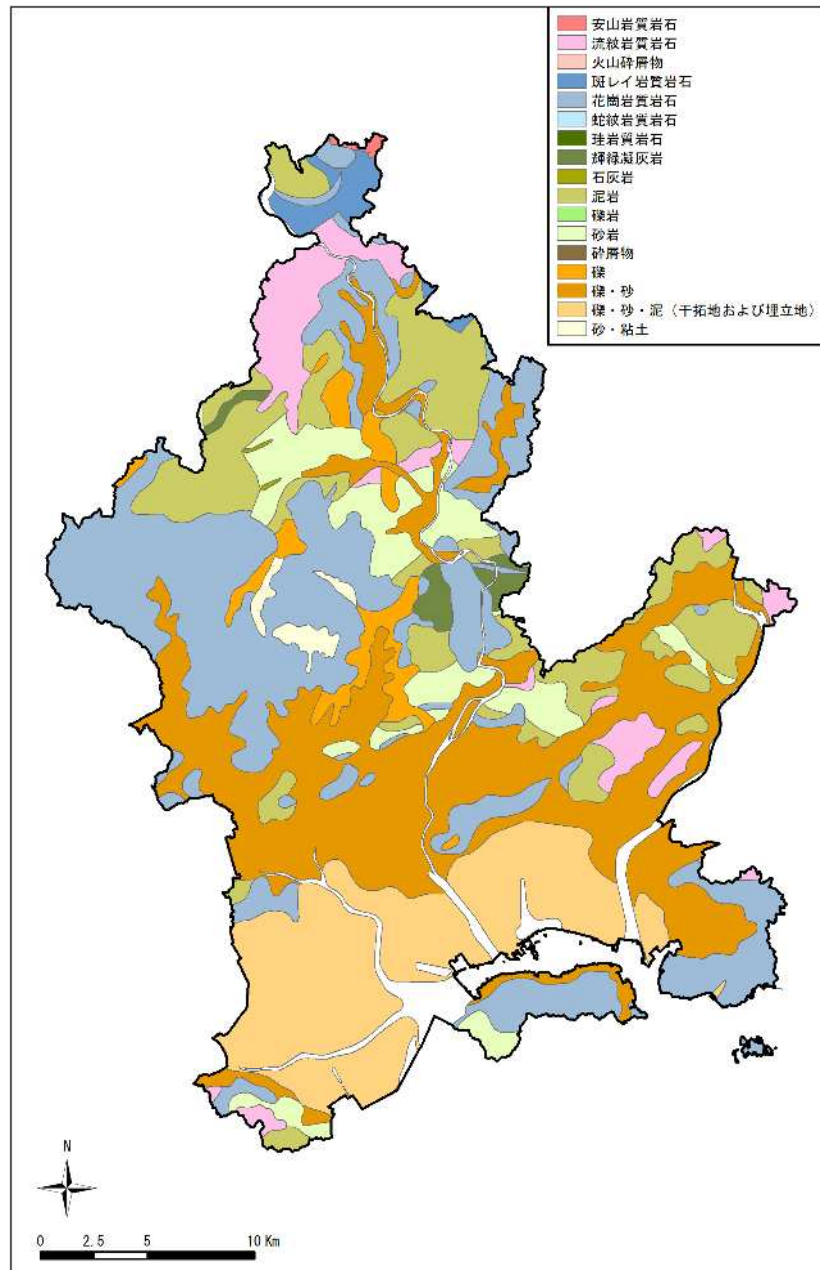 安山岩質岩石
流紋岩質岩石
火山砕屑物
斑レイ岩質岩石
花崗岩質岩石
蛇紋岩質岩石
珪岩質岩石
輝緑凝灰岩
石灰岩
泥岩
礫岩
砂岩
砕屑物
礫
礫・砂
礫・砂・泥（干拓地および埋立地）
砂・粘土
N
0 2.5 5 10 Km